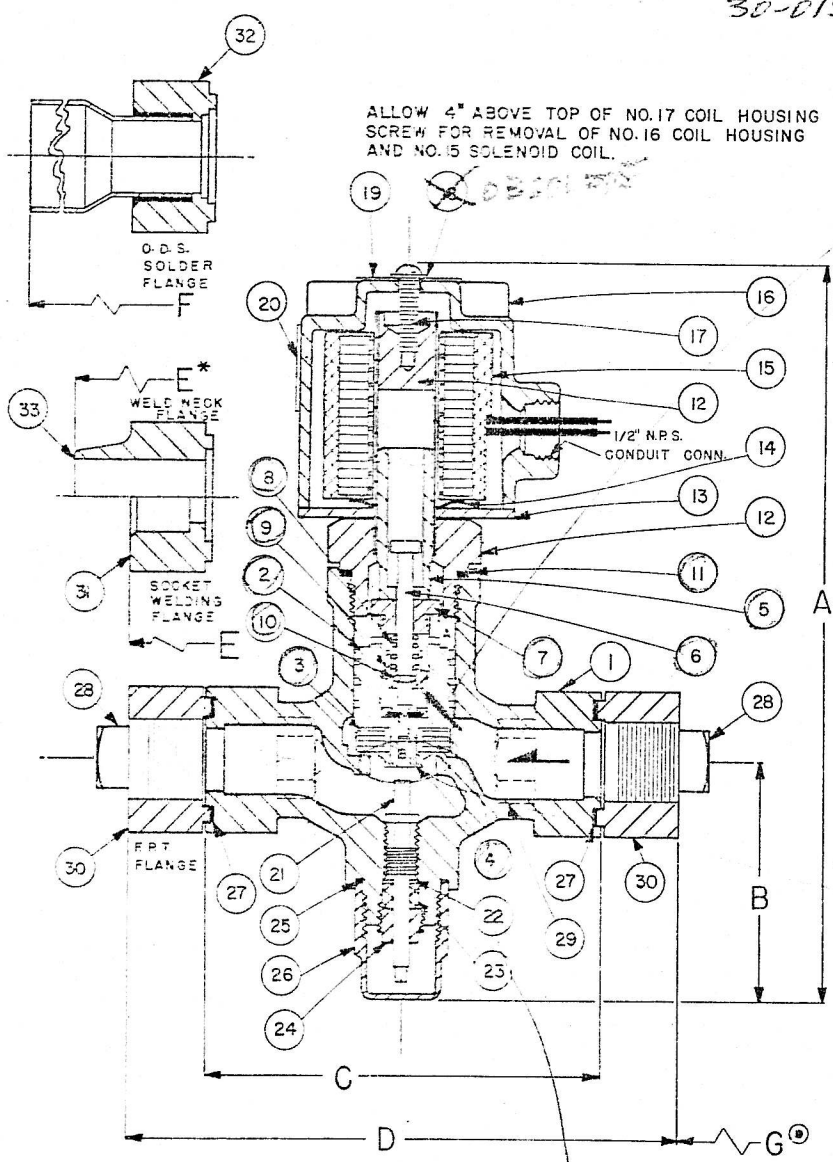 32
ALLOW 4" ABOVE TOP OF NO.17 COIL HOUSING
SCREW FOR REMOVAL OF NO.16 COIL HOUSING
AND NO.15 SOLENOID COIL.
19
O.D.S.
SOLDER
FLANGE
F
16
20
17
E*
15
WELD NECK
FLANGE
33
12
1/2" N.P.S.
CONDUIT CONN.
14
8
13
9
12
2
11
A
31
SOCKET
WELDING
FLANGE
10
5
E
7
6
3
1
28
28
F.P.T
FLANGE
30
27
21
4
27
30
B
25
22
29
26
23
24
C
D
G